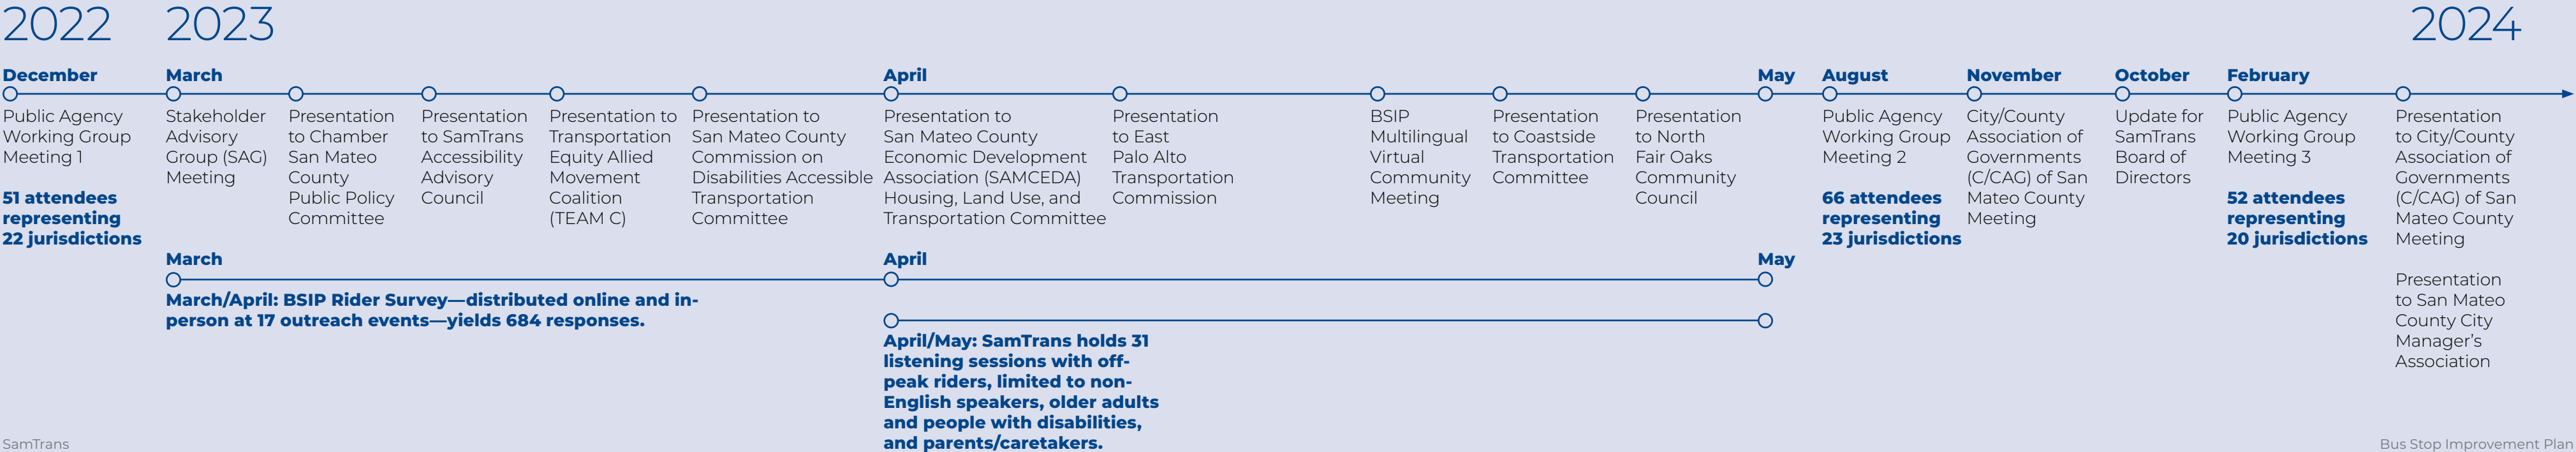 2022
2023
2024
December
Public Agency
Working Group
Meeting 1
51 attendees
representing
22 jurisdictions
March
Stakeholder
Advisory
Group (SAG)
Meeting
Presentation
to Chamber
San Mateo
County
Public Policy
Committee
Presentation
to SamTrans
Accessibility
Advisory
Council
Presentation to
Transportation
Equity Allied
Movement
Coalition
(TEAM C)
Presentation to
San Mateo County
Commission on
Disabilities Accessible
Transportation
Committee
April
Presentation to
San Mateo County
Economic Development
Association (SAMCEDA)
Housing, Land Use, and
Transportation Committee
Presentation
to East
Palo Alto
Transportation
Commission
BSIP
Multilingual
Virtual
Community
Meeting
Presentation
to Coastside
Transportation
Committee
Presentation
to North
Fair Oaks
Community
Council
May
August
Public Agency
Working Group
Meeting 2
66 attendees
representing
23 jurisdictions
November
City/County
Association of
Governments
(C/CAG) of San
Mateo County
Meeting
October
Update for
SamTrans
Board of
Directors
February
Public Agency
Working Group
Meeting 3
52 attendees
representing
20 jurisdictions
Presentation
to City/County
Association of
Governments
(C/CAG) of San
Mateo County
Meeting
Presentation
to San Mateo
County City
Manager’s
Association
March
April
May
March/April: BSIP Rider Survey—distributed online and in-
person at 17 outreach events—yields 684 responses.
April/May: SamTrans holds 31
listening sessions with off-
peak riders, limited to non-
English speakers, older adults
and people with disabilities,
and parents/caretakers.
SamTrans
Bus Stop Improvement Plan